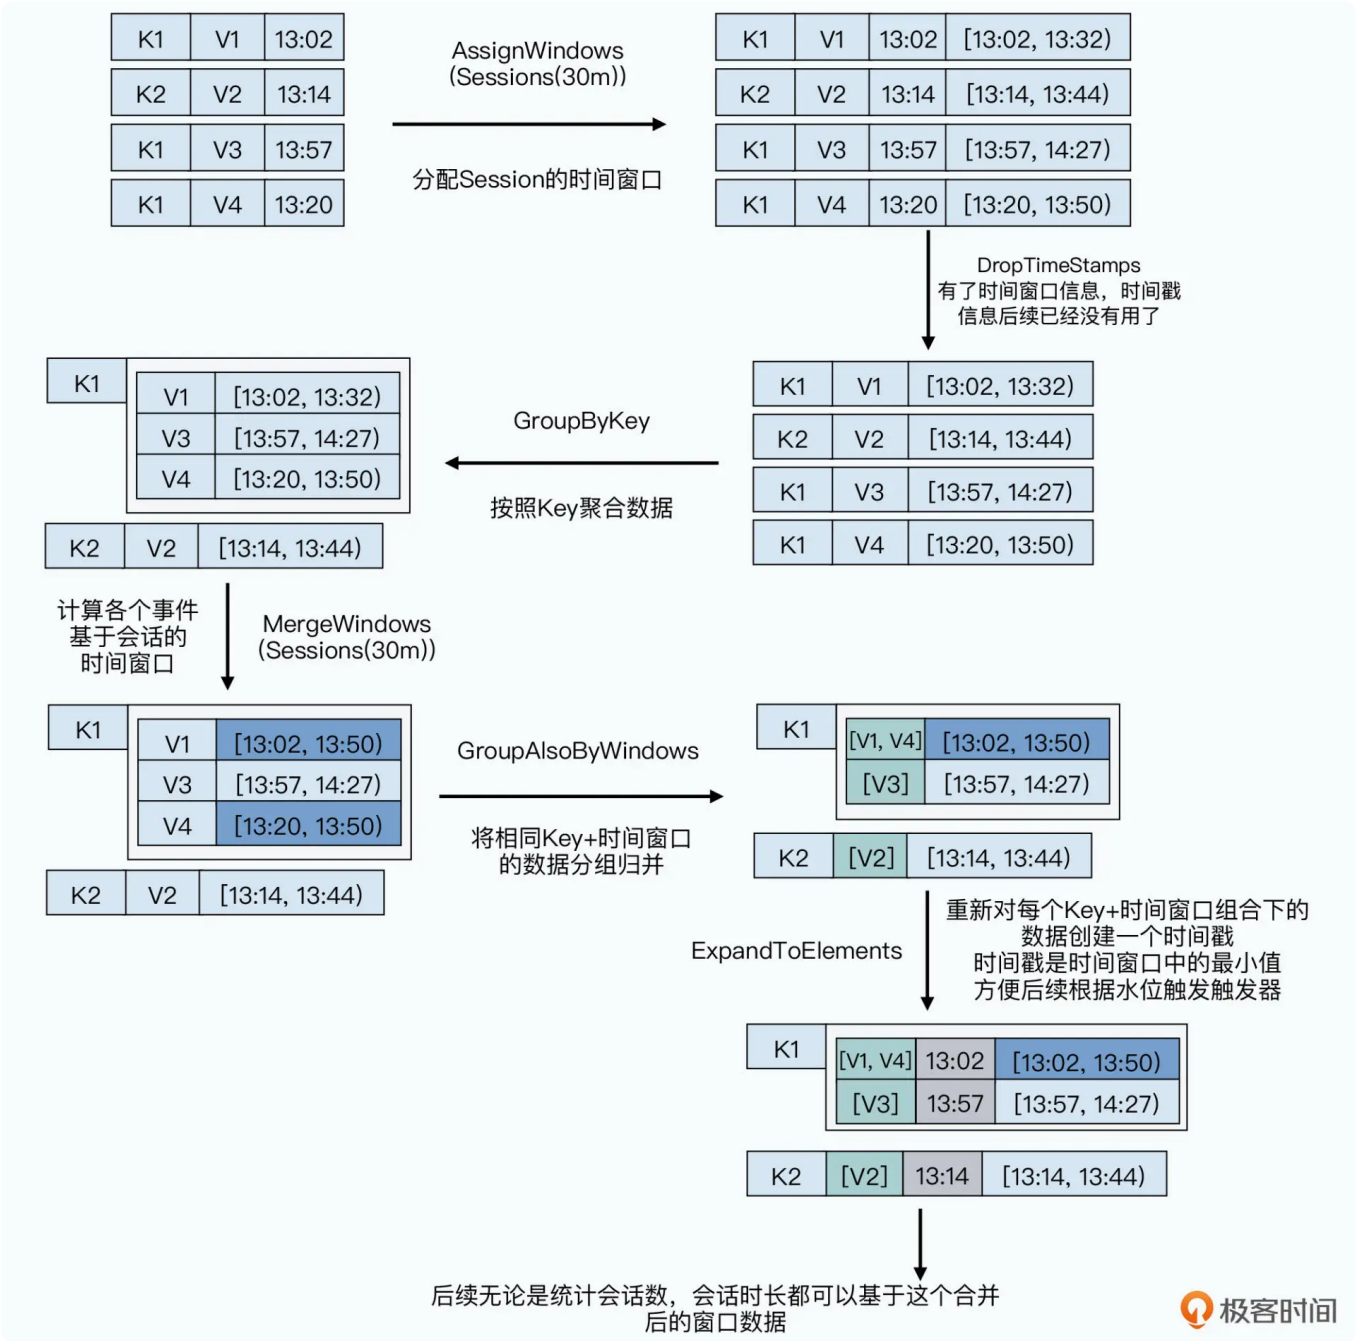 K1 V1 13:02
K2 V2 13:14
K1 V3 13:57
K1 V4 13:20
AssignWindows
(Sessions(30m))
分配Session的时间窗口
K1 V1 13:02 [13:02, 13:32)
K2 V2 13:14 [13:14, 13:44)
K1 V3 13:57 [13:57, 14:27)
K1 V4 13:20 [13:20, 13:50)
DropTimeStamps
有了时间窗口信息，时间戳
信息后续已经没有用了
K1 V1 [13:02, 13:32)
K2 V2 [13:14, 13:44)
K1 V3 [13:57, 14:27)
K1 V4 [13:20, 13:50)
GroupByKey
按照Key聚合数据
K1
V1 [13:02, 13:32)
V3 [13:57, 14:27)
V4 [13:20, 13:50)
K2 V2 [13:14, 13:44)
计算各个事件
基于会话的
时间窗口
MergeWindows
(Sessions(30m))
K1
V1 [13:02, 13:50)
V3 [13:57, 14:27)
V4 [13:20, 13:50)
K2 V2 [13:14, 13:44)
GroupAlsoByWindows
将相同Key+时间窗口
的数据分组归并
K1
[V1, V4] [13:02, 13:50)
[V3] [13:57, 14:27)
K2 [V2] [13:14, 13:44)
ExpandToElements
重新对每个Key+时间窗口组合下的
数据创建一个时间戳
时间戳是时间窗口中的最小值
方便后续根据水位触发触发器
K1
[V1, V4] 13:02 [13:02, 13:50)
[V3] 13:57 [13:57, 14:27)
K2 [V2] 13:14 [13:14, 13:44)
后续无论是统计会话数，会话时长都可以基于这个合并
后的窗口数据
极客时间